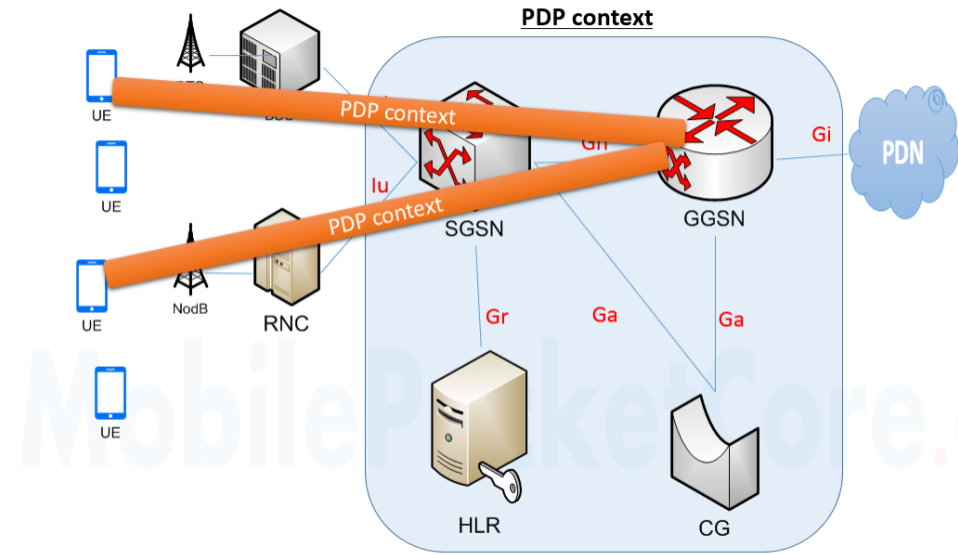 PDP context
UE
PDP context
Gn
Gi
PDN
UE
Iu
PDP context
SGSN
GGSN
UE
NodB
RNC
Gr
Ga
Ga
UE
HLR
CG
MobilePacketCore.